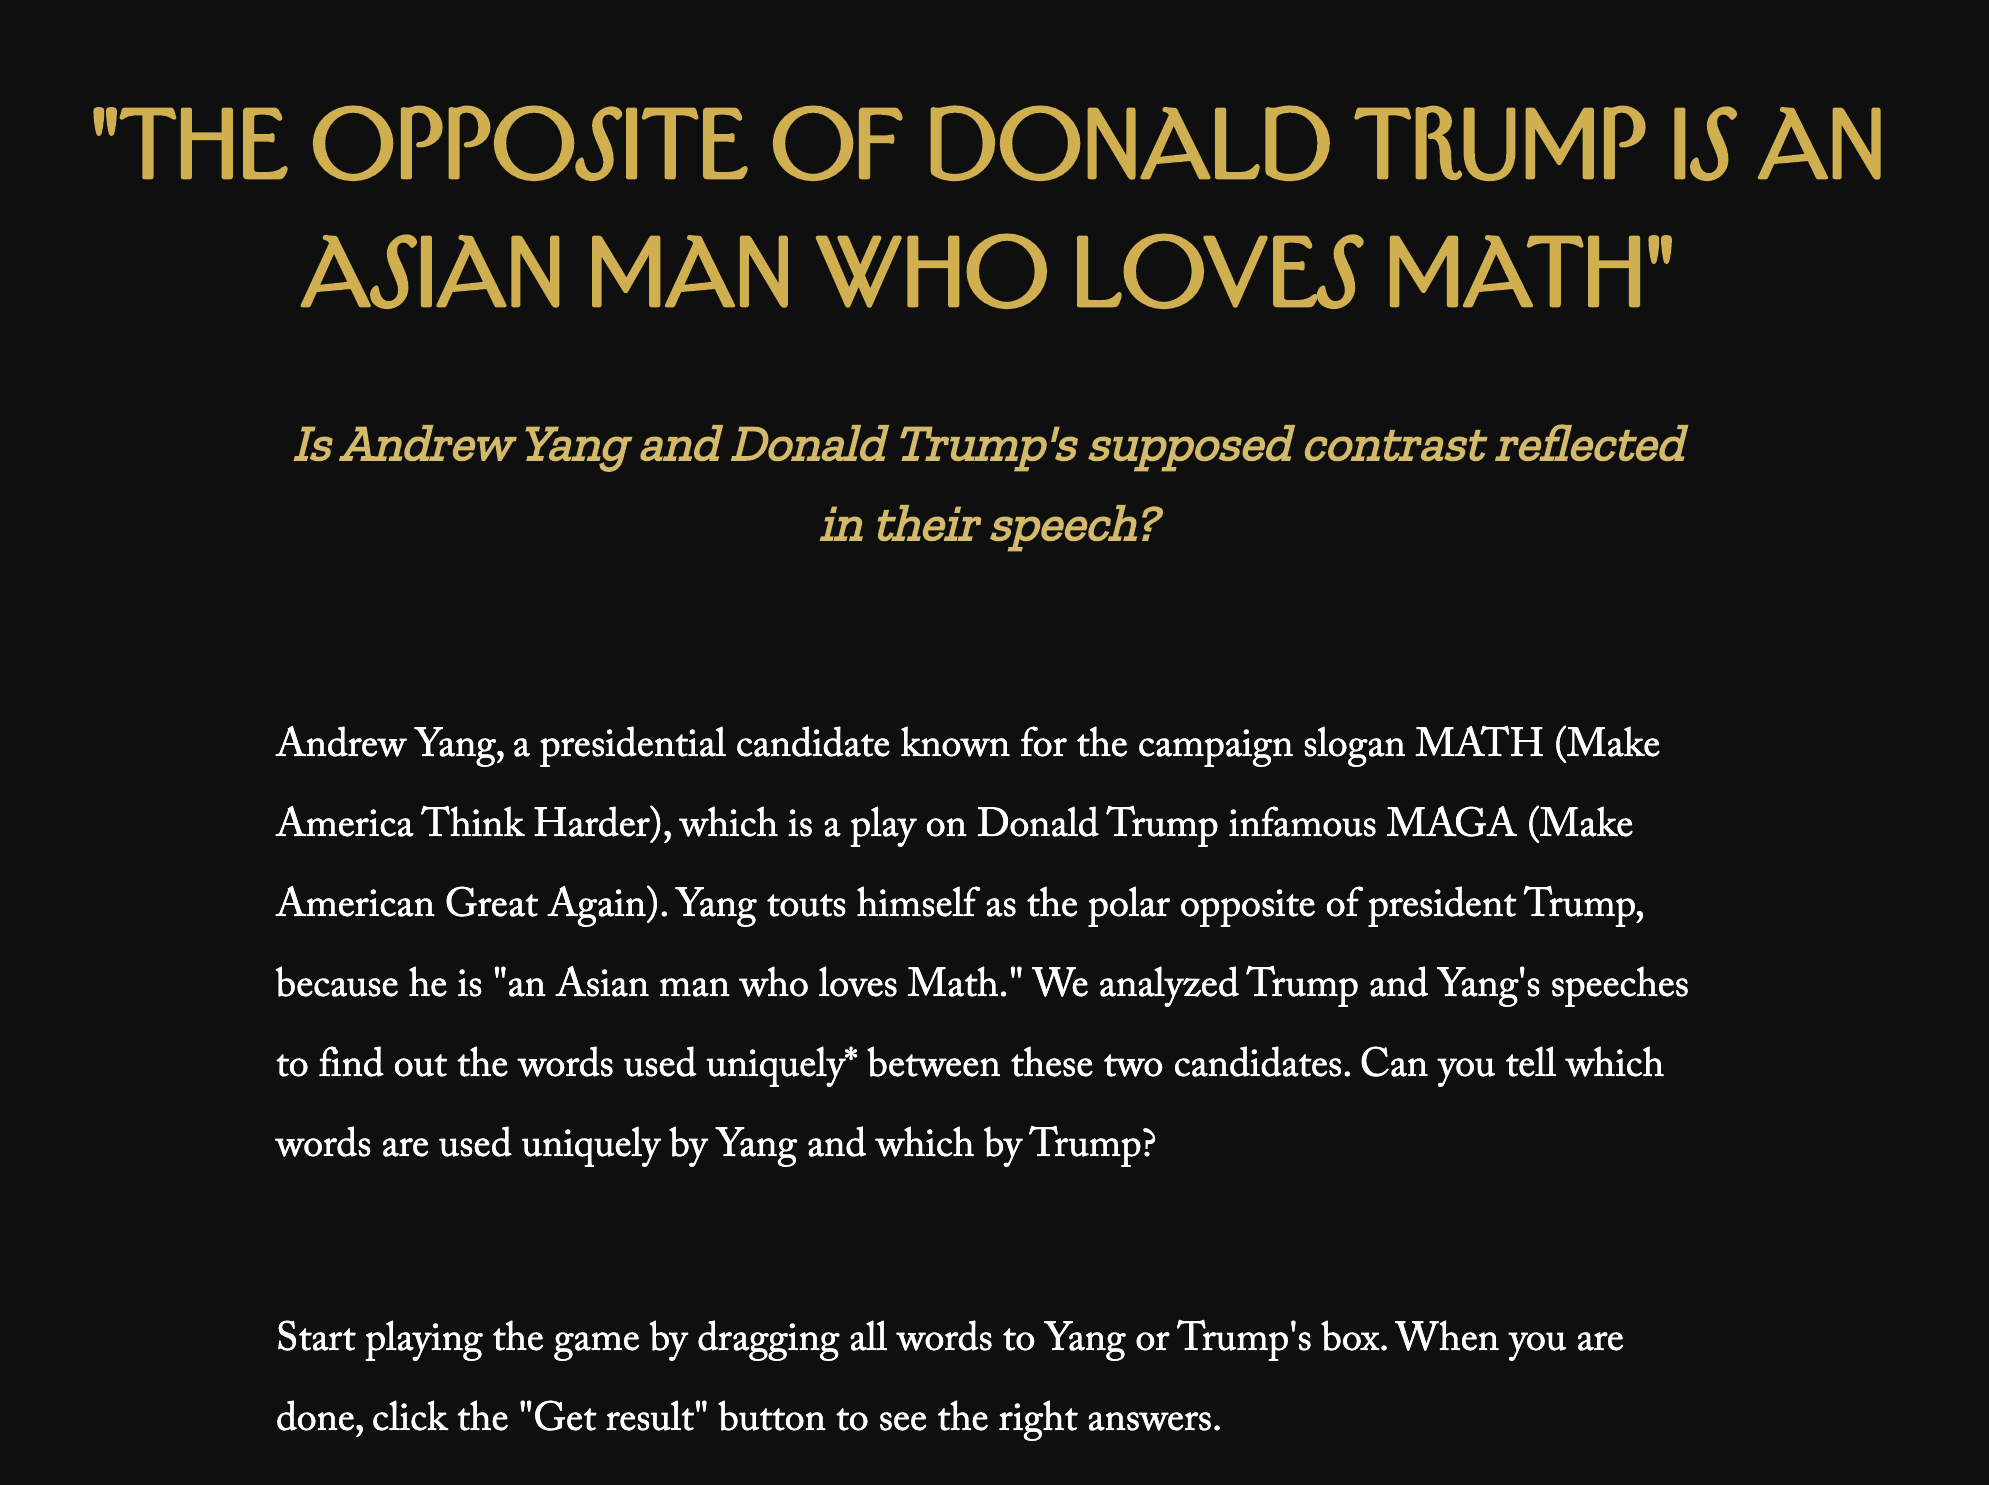 "THE OPPOSITE OF DONALD TRUMP IS AN
ASIAN MAN WHO LOVES MATH"
Is Andrew Yang and Donald Trump's supposed contrast reflected
in their speech?
Andrew Yang, a presidential candidate known for the campaign slogan MATH (Make
America Think Harder), which is a play on Donald Trump infamous MAGA (Make
American Great Again). Yang touts himself as the polar opposite of president Trump,
because he is "an Asian man who loves Math." We analyzed Trump and Yang's speeches
to find out the words used uniquely* between these two candidates. Can you tell which
words are used uniquely by Yang and which by Trump?
Start playing the game by dragging all words to Yang or Trump's box. When you are
done, click the "Get result" button to see the right answers.